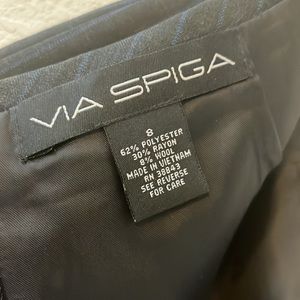 VIA SPIGA
8
62% POLYESTER
30% RAYON
8% WOOL
MADE IN VIETNAM
RN 38843
SEE REVERSE
FOR CARE